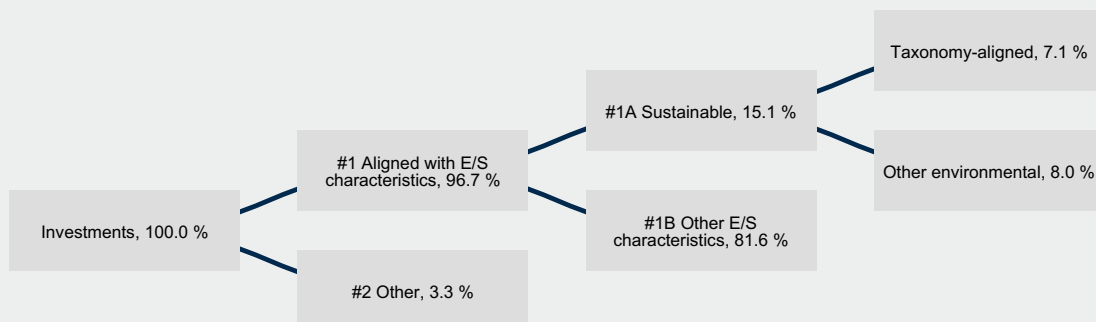 Investments, 100.0 %
#1 Aligned with E/S
characteristics, 96.7 %
#2 Other, 3.3 %
#1A Sustainable, 15.1 %
#1B Other E/S
characteristics, 81.6 %
Taxonomy-aligned, 7.1 %
Other environmental, 8.0 %